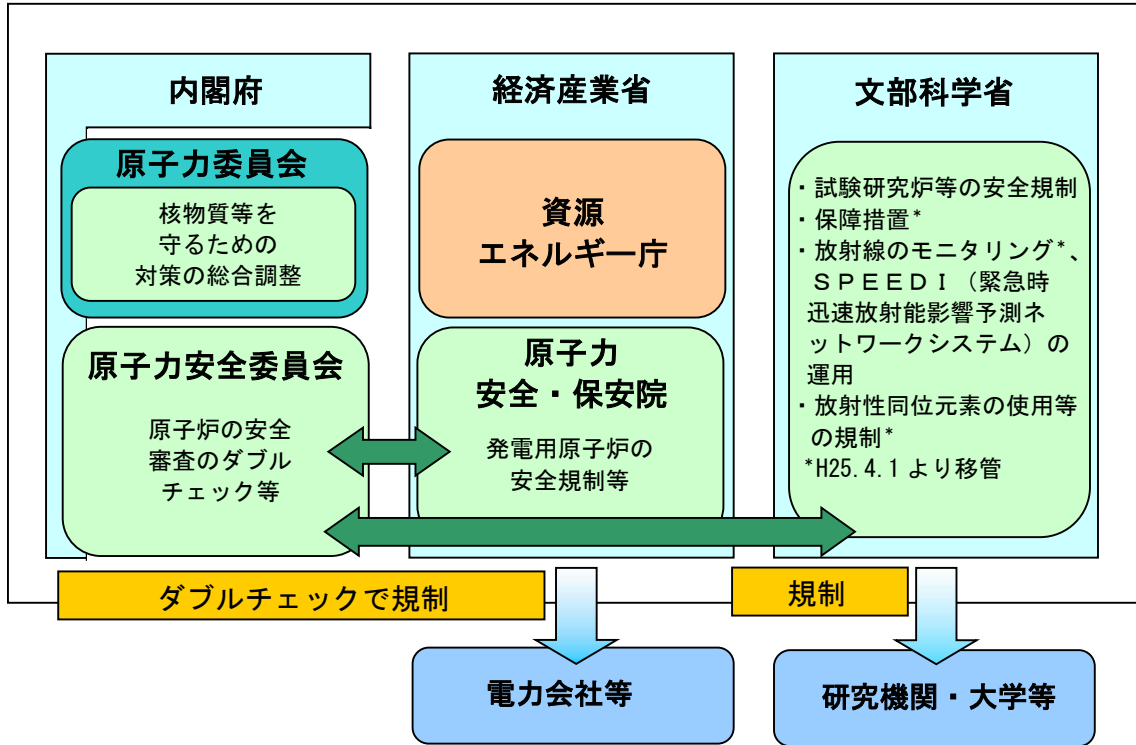 内閣府
原子力委員会
核物質等を
守るための
対策の総合調整
原子力安全委員会
原子炉の安全
審査のダブル
チェック等
経済産業省
資源
エネルギー庁
原子力
安全・保安院
発電用原子炉の
安全規制等
文部科学省
・試験研究炉等の安全規制
・保障措置*
・放射線のモニタリング*、
ＳＰＥＥＤＩ（緊急時
迅速放射能影響予測ネ
ットワークシステム）の
運用
・放射性同位元素の使用等
の規制*
*H25.4.1より移管
ダブルチェックで規制
規制
電力会社等
研究機関・大学等